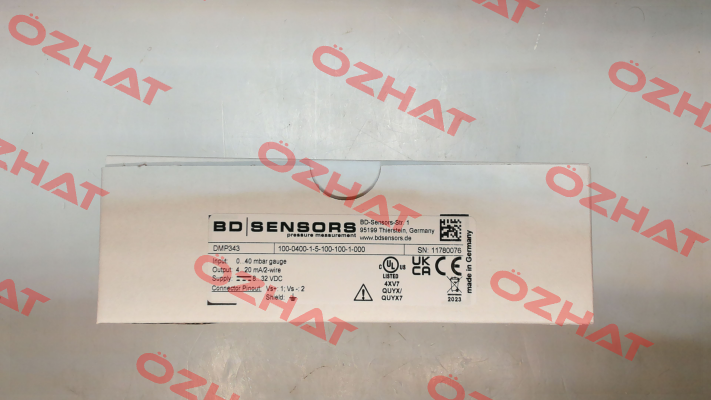 ÖZHAT
ÖZHAT
ÖZHAT
ÖZHAT
ÖZHAT
ÖZHAT
ÖZHAT
ÖZHAT
BD SENSORS
pressure measurement
BD-Sensors-Str. 1
95199 Thierstein, Germany
www.bdsensors.de
DMP343 100-0400-1-5-100-100-1-000 SN: 11780076
Input: 0...40 mbar gauge
Output: 4...20 mA/2-wire
Supply: 8...32 VDC
Connector Pinout: Vs+: 1; Vs-: 2
Shield:
C UL US
LISTED
4XV7
QUYX/
QUYX7
UK
CA
CE
2023
made in Germany